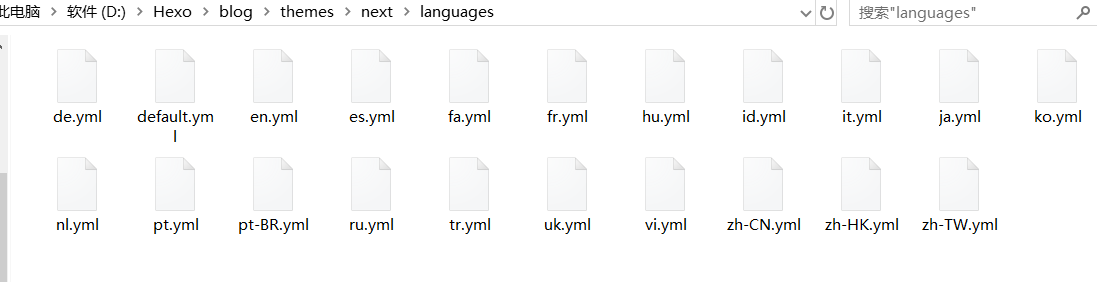 此电脑 > 软件 (D:) > Hexo > blog > themes > next > languages
搜索"languages"
de.yml
default.ym
l
en.yml
es.yml
fa.yml
fr.yml
hu.yml
id.yml
it.yml
ja.yml
ko.yml
nl.yml
pt.yml
pt-BR.yml
ru.yml
tr.yml
uk.yml
vi.yml
zh-CN.yml
zh-HK.yml
zh-TW.yml